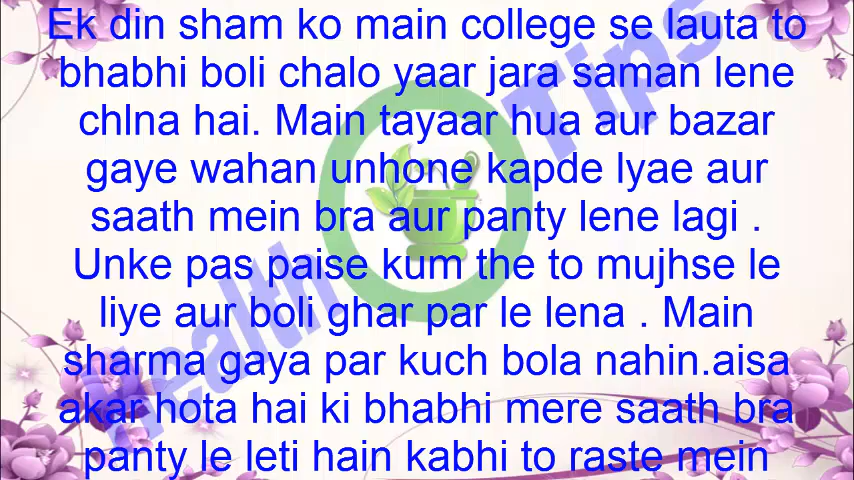 Ek din sham ko main college se lauta to
bhabhi boli chalo yaar jara saman lene
chlna hai. Main tayaar hua aur bazar
gaye wahan unhone kapde lyae aur
saath mein bra aur panty lene lagi .
Unke pas paise kum the to mujhse le
liye aur boli ghar par le lena . Main
sharma gaya par kuch bola nahin.aisa
akar hota hai ki bhabhi mere saath bra
panty le leti hain kabhi to raste mein
Health Tips